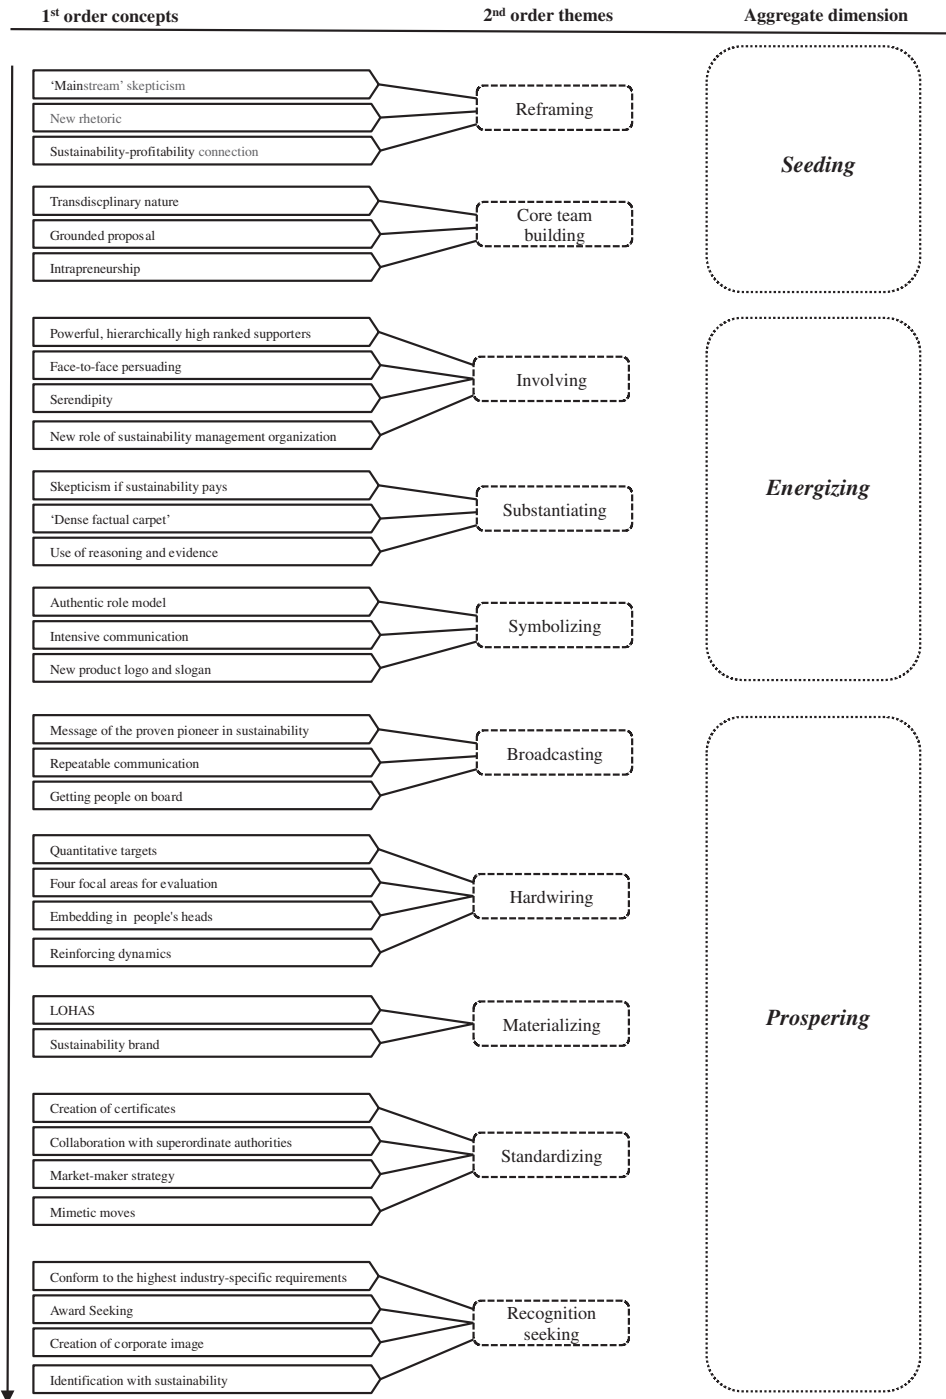 1st order concepts
2nd order themes
Aggregate dimension
‘Mainstream’ skepticism
New rhetoric
Sustainability-profitability connection
Reframing
Transdiscplinary nature
Grounded proposal
Intrapreneurship
Core team
building
Seeding
Powerful, hierarchically high ranked supporters
Face-to-face persuading
Serendipity
New role of sustainability management organization
Involving
Skepticism if sustainability pays
‘Dense factual carpet’
Use of reasoning and evidence
Substantiating
Authentic role model
Intensive communication
New product logo and slogan
Symbolizing
Energizing
Message of the proven pioneer in sustainability
Repeatable communication
Getting people on board
Broadcasting
Quantitative targets
Four focal areas for evaluation
Embedding in people's heads
Reinforcing dynamics
Hardwiring
LOHAS
Sustainability brand
Materializing
Creation of certificates
Collaboration with superordinate authorities
Market-maker strategy
Mimetic moves
Standardizing
Conform to the highest industry-specific requirements
Award Seeking
Creation of corporate image
Identification with sustainability
Recognition
seeking
Prospering